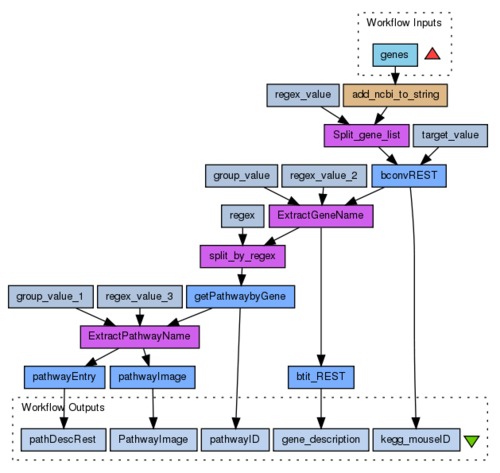 Workflow Inputs
genes
regex_value
add_ncbi_to_string
Split_gene_list
target_value
group_value
regex_value_2
bconvREST
regex
ExtractGeneName
split_by_regex
group_value_1
regex_value_3
getPathwaybyGene
ExtractPathwayName
pathwayEntry
pathwayImage
btit_REST
Workflow Outputs
pathDescRest
PathwayImage
pathwayID
gene_description
kegg_mouseID